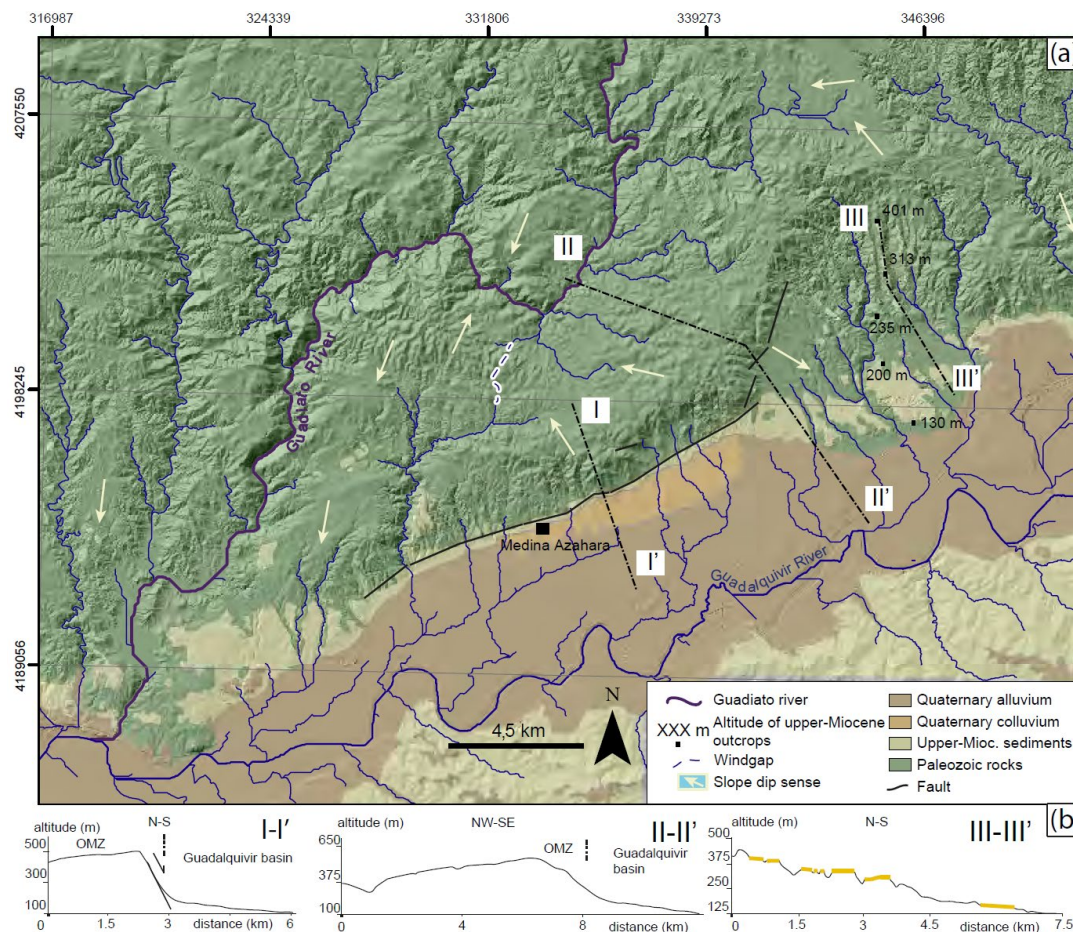 316987 324339 331806 339273 346396
(a)
4207550
4198245
4189056
III
401 m
313 m
II
235 m
Guadiato River
III'
200 m
I
130 m
II'
Medina Azahara
I'
Guadalquivir River
N
4,5 km
Guadiato river
XXX m Altitude of upper-Miocene
outcrops
Windgap
Slope dip sense
Quaternary alluvium
Quaternary colluvium
Upper-Mioc. sediments
Paleozoic rocks
Fault
(b)
altitude (m) N-S I-I'
500 OMZ
300
100
Guadalquivir basin
0 1.5 3 4.5 6
distance (km)
altitude (m) NW-SE II-II'
650 OMZ
375
100
Guadalquivir
basin
0 4 8
distance (km)
altitude (m) N-S III-III'
500
375
250
125
0 1.5 3 4.5 7.5
distance (km)